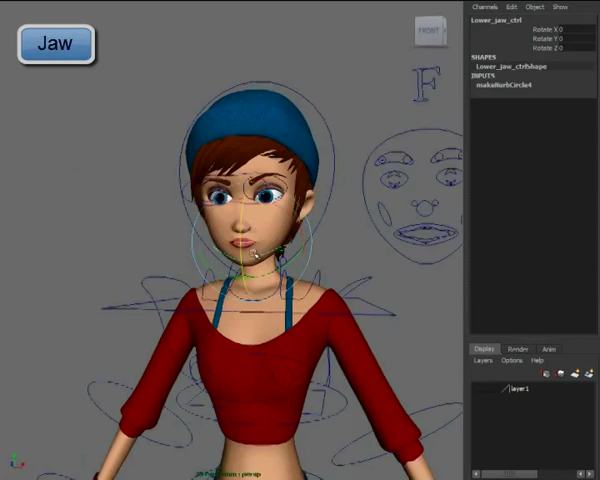 Jaw
Channels Edit Object Show
Lower_jaw_ctrl
Rotate X 0
Rotate Y 0
Rotate Z 0
SHAPES
Lower_jaw_ctrlShape
INPUTS
makeNurbCircle4
FRONT
F
Display Render Anim
Layers Options Help
layer1
persp